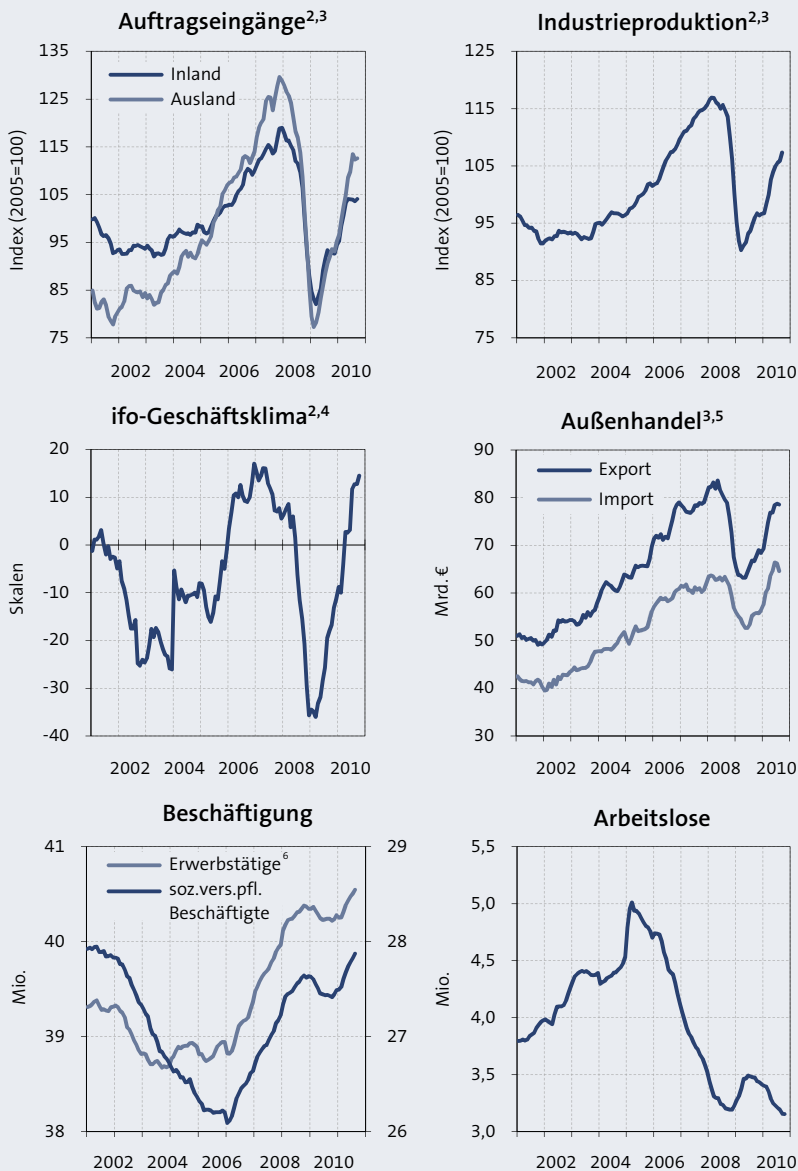 Auftragseingänge2,3
Index (2005=100)
135
125
115
105
95
85
75
Inland
Ausland
2002 2004 2006 2008 2010
Industrieproduktion2,3
Index (2005=100)
125
115
105
95
85
75
2002 2004 2006 2008 2010
ifo-Geschäftsklima2,4
Skalen
20
10
0
-10
-20
-30
-40
2002 2004 2006 2008 2010
Außenhandel3,5
Mrd. €
90
80
70
60
50
40
30
Export
Import
2002 2004 2006 2008 2010
Beschäftigung
Mio.
41
40
39
38
Erwerbstätige6
soz.vers.pfl.
Beschäftigte
29
28
27
26
2002 2004 2006 2008 2010
Arbeitslose
Mio.
5,5
5,0
4,5
4,0
3,5
3,0
2002 2004 2006 2008 2010